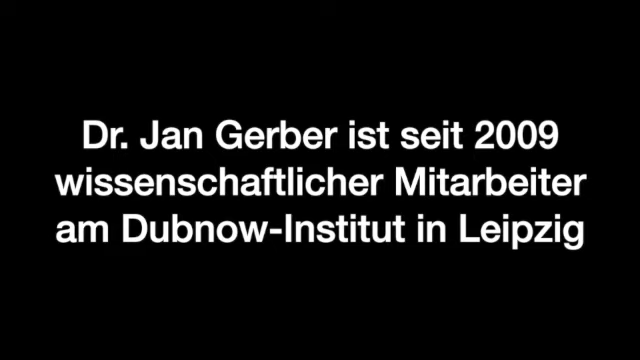 Dr. Jan Gerber ist seit 2009
wissenschaftlicher Mitarbeiter
am Dubnow-Institut in Leipzig